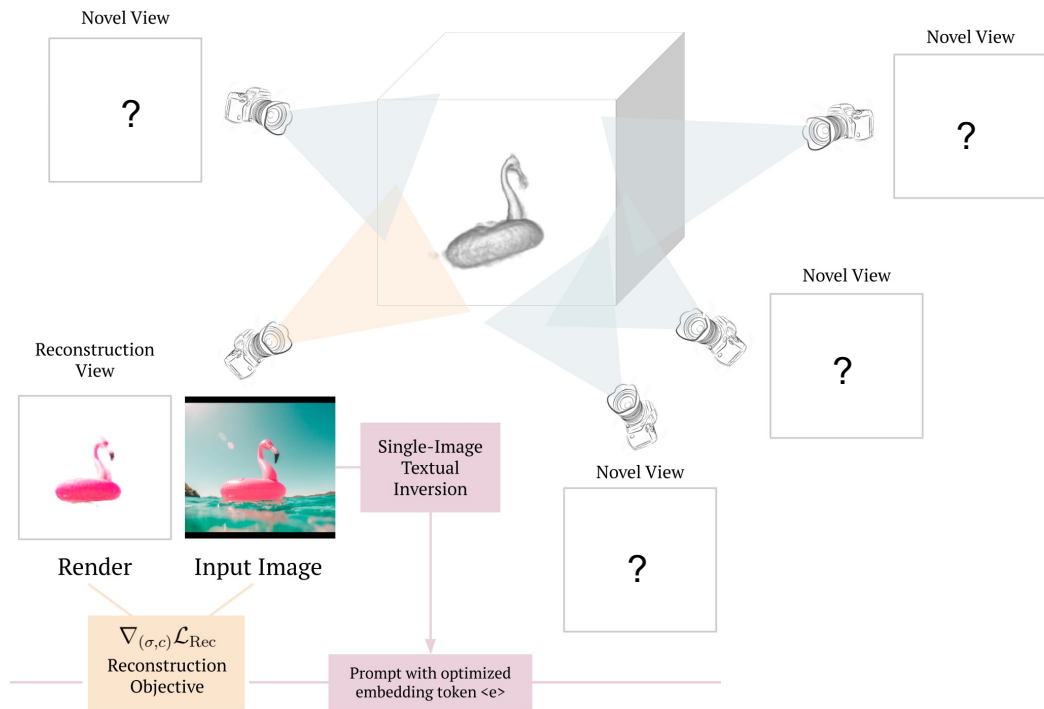 Novel View
?
Novel View
?
Novel View
?
Reconstruction
View
Single-Image
Textual
Inversion
Novel View
?
Render
Input Image
∇(σ,c)ℒRec
Reconstruction
Objective
Prompt with optimized
embedding token <e>